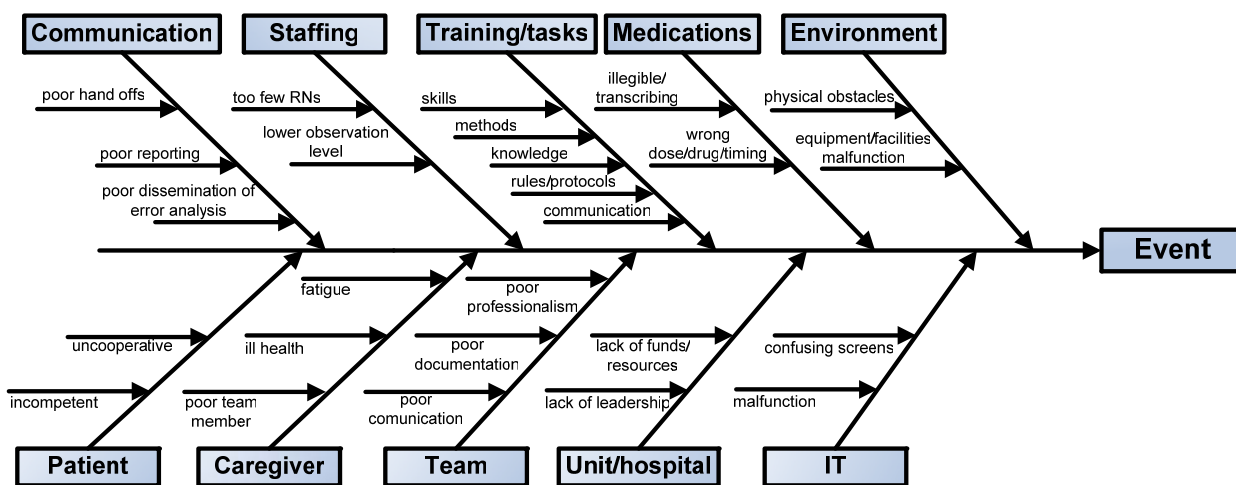 Communication
Staffing
Training/tasks
Medications
Environment
poor hand offs
poor reporting
poor dissemination of
error analysis
too few RNs
lower observation
level
skills
methods
knowledge
rules/protocols
communication
illegible/
transcribing
wrong
dose/drug/timing
physical obstacles
equipment/facilities
malfunction
Event
uncooperative
incompetent
fatigue
ill health
poor team
member
poor
professionalism
poor
documentation
poor
comunication
lack of funds/
resources
lack of leadership
confusing screens
malfunction
Patient
Caregiver
Team
Unit/hospital
IT